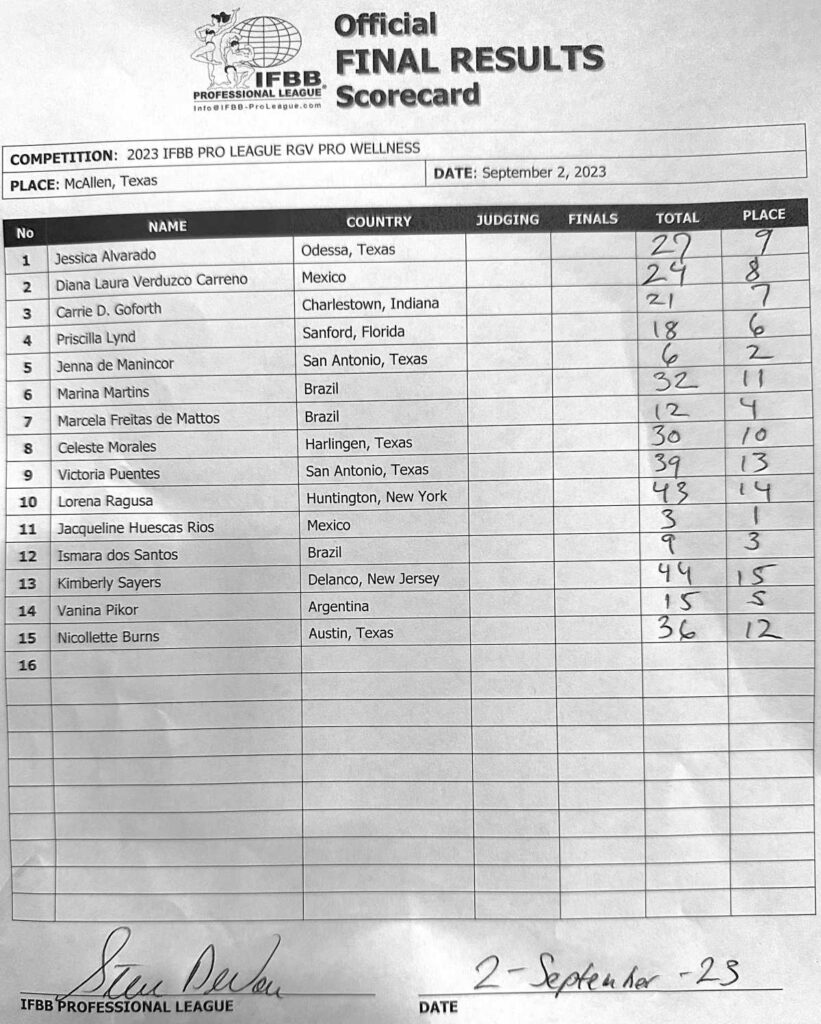 Official
FINAL RESULTS
Scorecard
IFBB
PROFESSIONAL LEAGUE
Info@IFBB-ProLeague.com
COMPETITION: 2023 IFBB PRO LEAGUE RGV PRO WELLNESS
PLACE: McAllen, Texas DATE: September 2, 2023
No NAME COUNTRY JUDGING FINALS TOTAL PLACE
1 Jessica Alvarado Odessa, Texas 27 9
2 Diana Laura Verduzco Carreno Mexico 24 8
3 Carrie D. Goforth Charlestown, Indiana 21 7
4 Priscilla Lynd Sanford, Florida 18 6
5 Jenna de Manincor San Antonio, Texas 6 2
6 Marina Martins Brazil 32 11
7 Marcela Freitas de Mattos Brazil 12 4
8 Celeste Morales Harlingen, Texas 30 10
9 Victoria Puentes San Antonio, Texas 39 13
10 Lorena Ragusa Huntington, New York 43 14
11 Jacqueline Huescas Rios Mexico 3 1
12 Ismara dos Santos Brazil 9 3
13 Kimberly Sayers Delanco, New Jersey 44 15
14 Vanina Pikor Argentina 15 5
15 Nicollette Burns Austin, Texas 36 12
16
2-September-23
IFBB PROFESSIONAL LEAGUE DATE